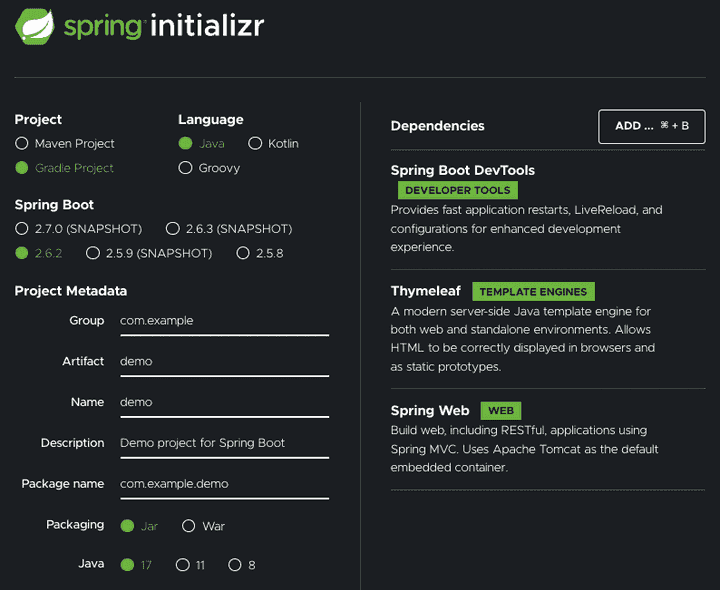 spring initializr
Project
Maven Project
Gradle Project
Language
Java Kotlin
Groovy
Spring Boot
2.7.0 (SNAPSHOT) 2.6.3 (SNAPSHOT)
2.6.2 2.5.9 (SNAPSHOT) 2.5.8
Project Metadata
Group com.example
Artifact demo
Name demo
Description Demo project for Spring Boot
Package name com.example.demo
Packaging Jar War
Java 17 11 8
Dependencies
ADD ... ⌘ + B
Spring Boot DevTools
DEVELOPER TOOLS
Provides fast application restarts, LiveReload, and
configurations for enhanced development
experience.
Thymeleaf TEMPLATE ENGINES
A modern server-side Java template engine for
both web and standalone environments. Allows
HTML to be correctly displayed in browsers and
as static prototypes.
Spring Web WEB
Build web, including RESTful, applications using
Spring MVC. Uses Apache Tomcat as the default
embedded container.